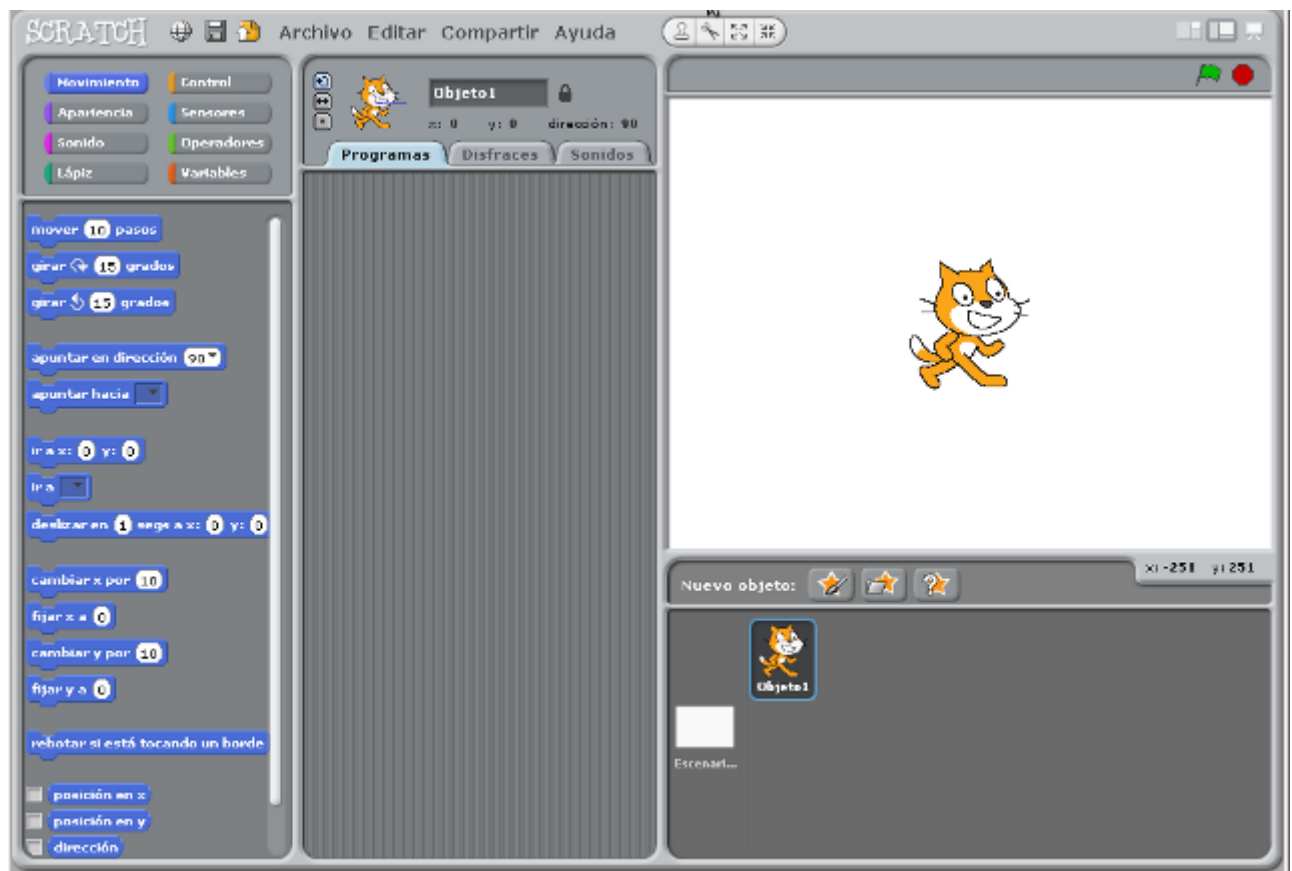 SCRATCH Archivo Editar Compartir Ayuda
Movimiento Control
Apariencia Sensores
Sonido Operadores
Lápiz Variables
mover 10 pasos
girar 15 grados
girar 15 grados
apuntar en dirección 90
apuntar hacia
ir a x: 0 y: 0
ir a
deslizar en 1 segs a x: 0 y: 0
cambiar x por 10
fijar x a 0
cambiar y por 10
fijar y a 0
rebotar si está tocando un borde
posición en x
posición en y
dirección
Objeto1
x: 0 y: 0 dirección: 90
Programas Disfraces Sonidos
x: -251 y: 251
Nuevo objeto:
Objeto1
Escenari...